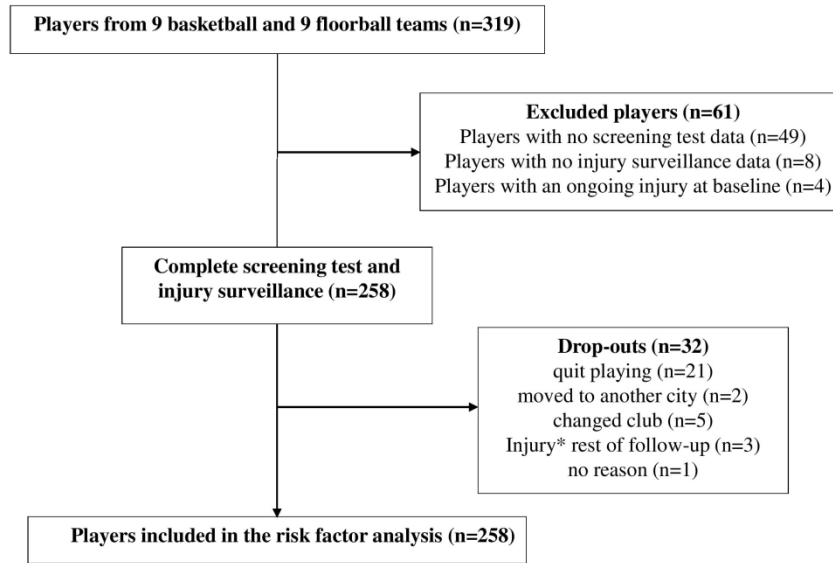 Players from 9 basketball and 9 floorball teams (n=319)
Excluded players (n=61)
Players with no screening test data (n=49)
Players with no injury surveillance data (n=8)
Players with an ongoing injury at baseline (n=4)
Complete screening test and
injury surveillance (n=258)
Drop-outs (n=32)
quit playing (n=21)
moved to another city (n=2)
changed club (n=5)
Injury* rest of follow-up (n=3)
no reason (n=1)
Players included in the risk factor analysis (n=258)